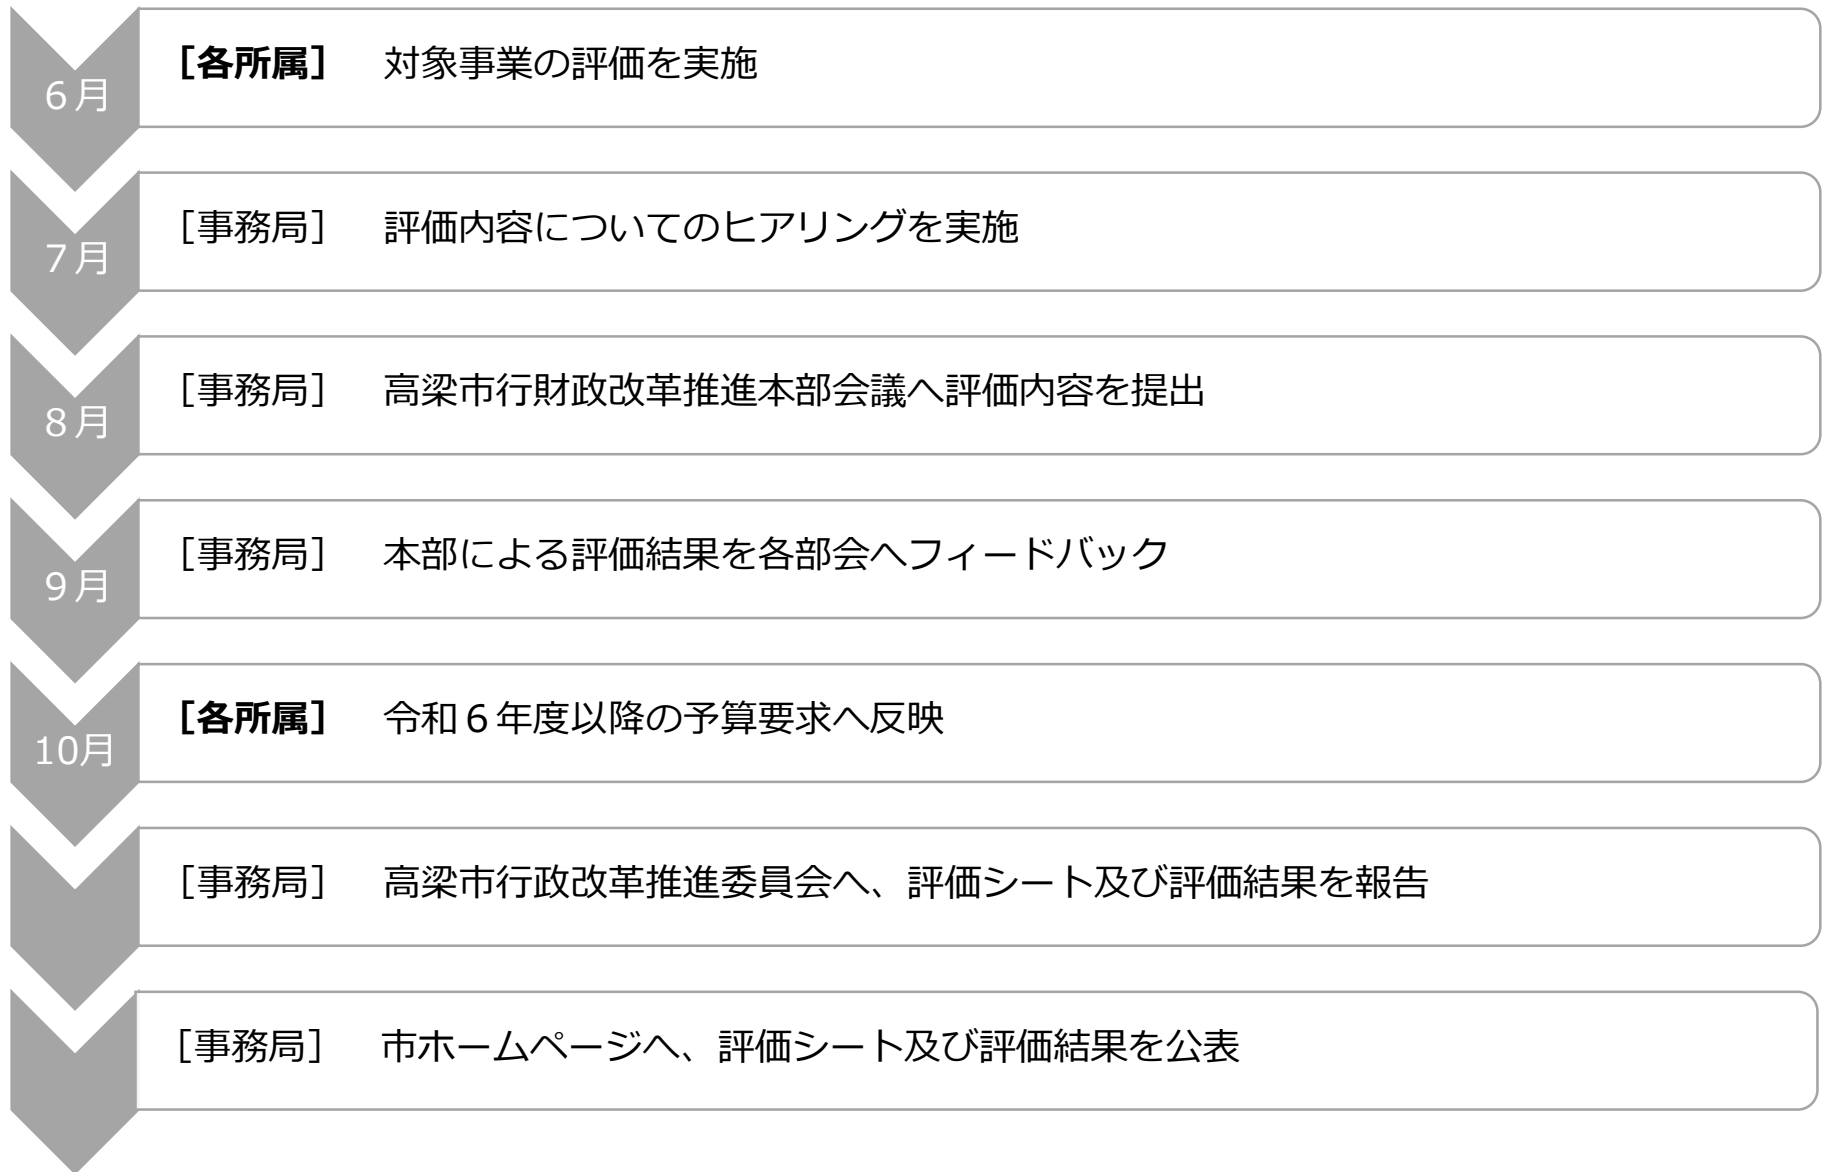 ［各所属］　対象事業の評価を実施
６月
［事務局］　評価内容についてのヒアリングを実施
７月
［事務局］　高梁市行財政改革推進本部会議へ評価内容を提出
８月
［事務局］　本部による評価結果を各部会へフィードバック
９月
［各所属］　令和６年度以降の予算要求へ反映
10月
［事務局］　高梁市行政改革推進委員会へ、評価シート及び評価結果を報告
［事務局］　市ホームページへ、評価シート及び評価結果を公表